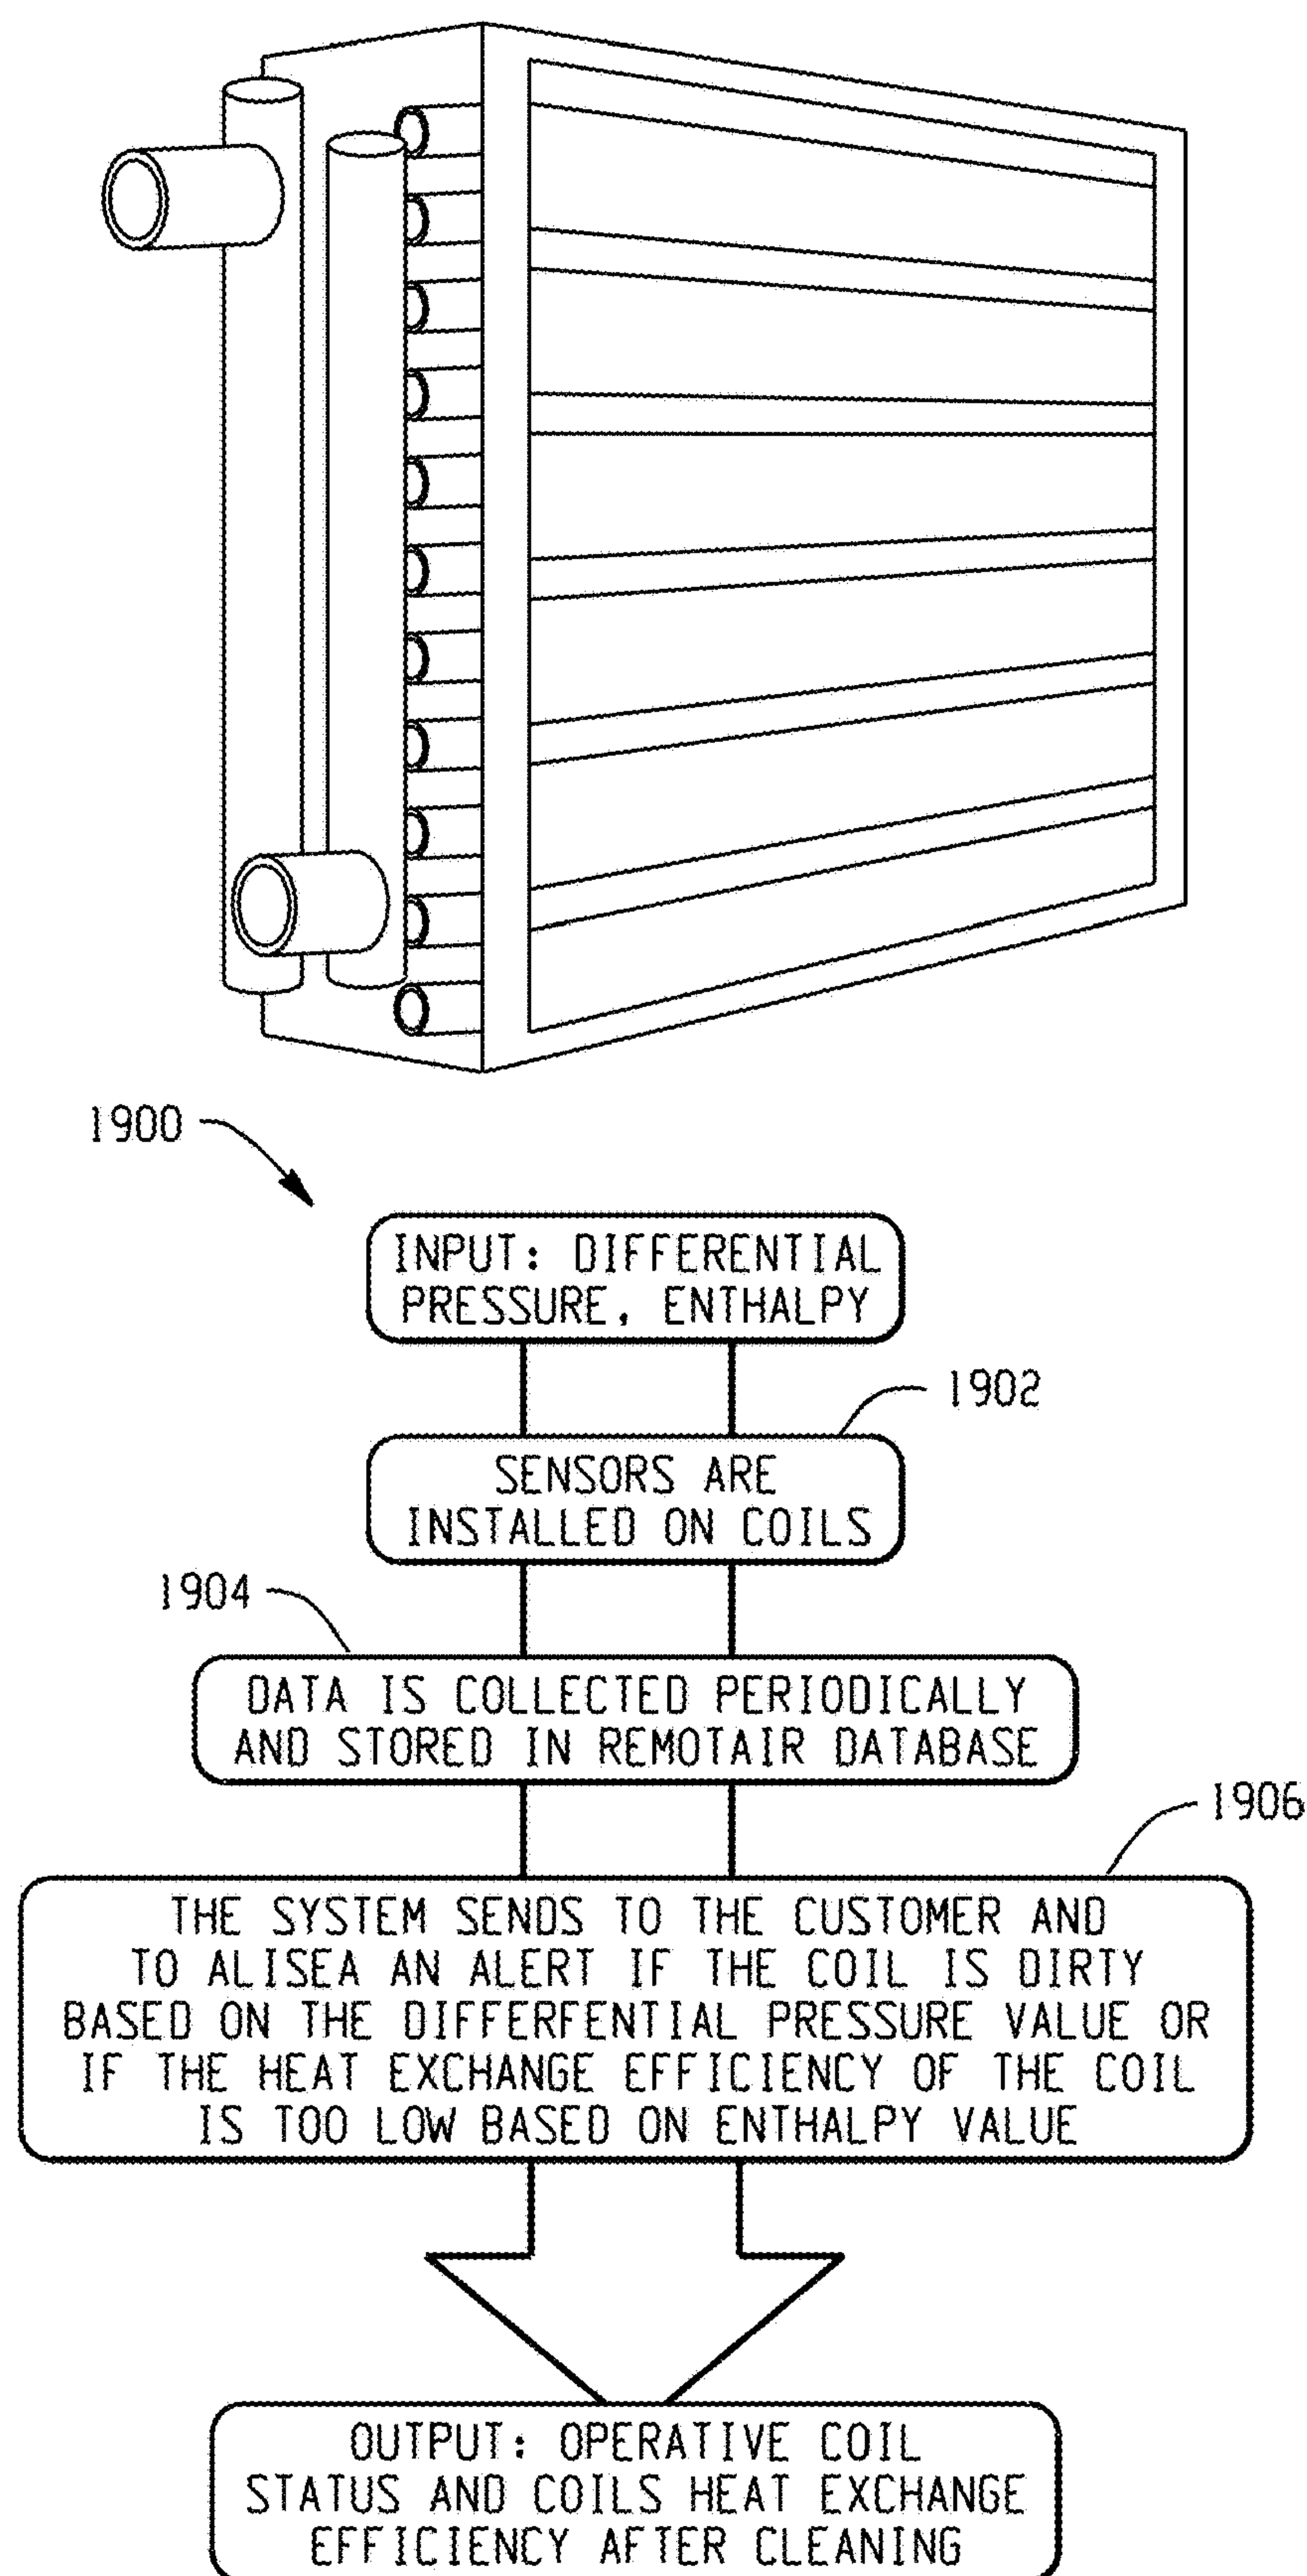 1900
INPUT: DIFFERENTIAL
PRESSURE, ENTHALPY
1902
SENSORS ARE
INSTALLED ON COILS
1904
DATA IS COLLECTED PERIODICALLY
AND STORED IN REMOTAIR DATABASE
1906
THE SYSTEM SENDS TO THE CUSTOMER AND
TO ALISEA AN ALERT IF THE COIL IS DIRTY
BASED ON THE DIFFERFENTIAL PRESSURE VALUE OR
IF THE HEAT EXCHANGE EFFICIENCY OF THE COIL
IS TOO LOW BASED ON ENTHALPY VALUE
OUTPUT: OPERATIVE COIL
STATUS AND COILS HEAT EXCHANGE
EFFICIENCY AFTER CLEANING